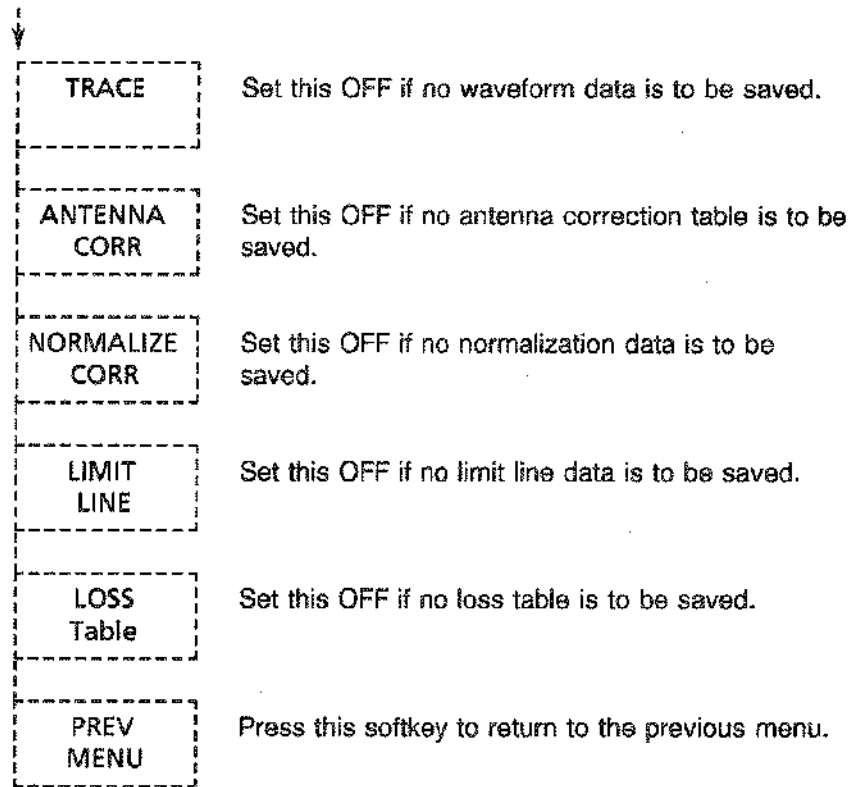 TRACE
Set this OFF if no waveform data is to be saved.
ANTENNA
CORR
Set this OFF if no antenna correction table is to be
saved.
NORMALIZE
CORR
Set this OFF if no normalization data is to be
saved.
LIMIT
LINE
Set this OFF if no limit line data is to be saved.
LOSS
Table
Set this OFF if no loss table is to be saved.
PREV
MENU
Press this softkey to return to the previous menu.